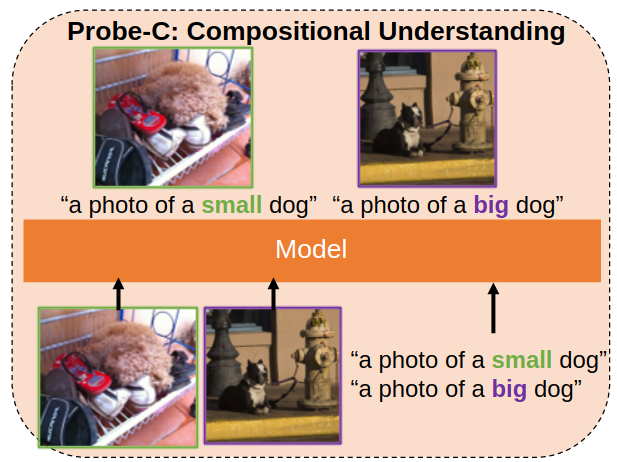 Probe-C: Compositional Understanding
“a photo of a small dog” “a photo of a big dog”
Model
“a photo of a small dog”
“a photo of a big dog”